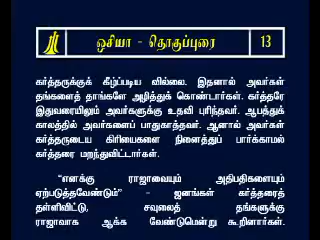 ஒசியா - தொகுப்புரை
13
கர்த்தருக்குக் கீழ்ப்படிய வில்லை. இதனால் அவர்கள்
தங்களைத் தாங்களே அழித்துக் கொண்டார்கள். கர்த்தரே
இதுவரையிலும் அவர்களுக்கு உதவி புரிந்தவர். ஆபத்துக்
காலத்தில் அவர்களைப் பாதுகாத்தவர். ஆனால் அவர்கள்
கர்த்தருடைய கிரியைகளை நினைத்துப் பார்க்காமல்
கர்த்தரை மறந்துவிட்டார்கள்.
“எனக்கு ராஜாவையும் அதிபதிகளையும்
ஏற்படுத்தவேண்டும்” - ஜனங்கள் கர்த்தரைத்
தள்ளிவிட்டு, சவுலைத் தங்களுக்கு
ராஜாவாக ஆக்க வேண்டுமென்று கூறினார்கள்.